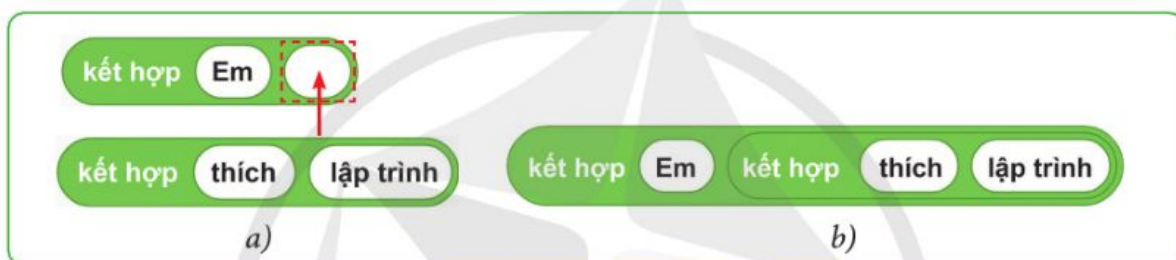 kết hợp Em
kết hợp thích lập trình
a)
kết hợp Em kết hợp thích lập trình
b)